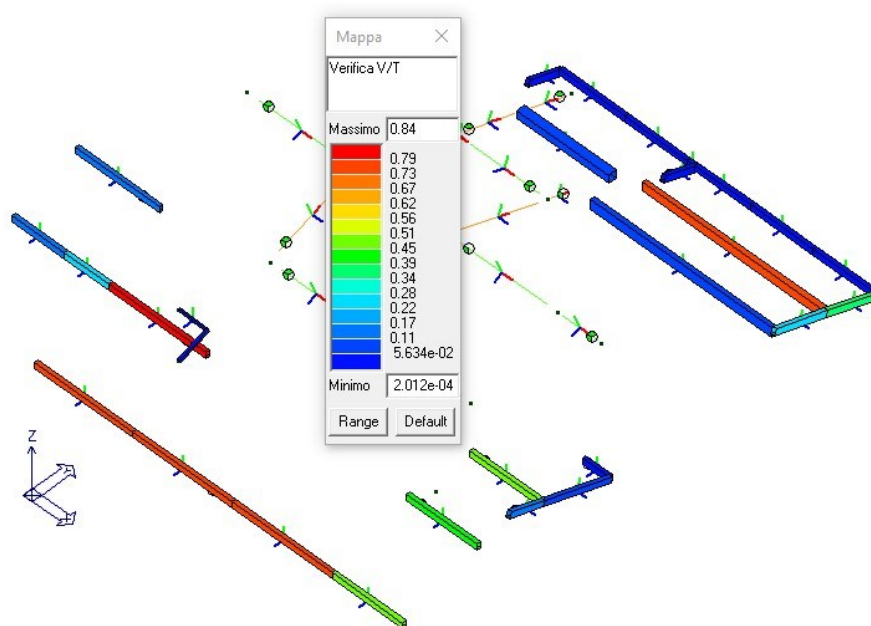 Mappa
Verifica V/T
Massimo 0.84
0.79
0.73
0.67
0.62
0.56
0.51
0.45
0.39
0.34
0.28
0.22
0.17
0.11
5.634e-02
Minimo 2.012e-04
Range Default
Z